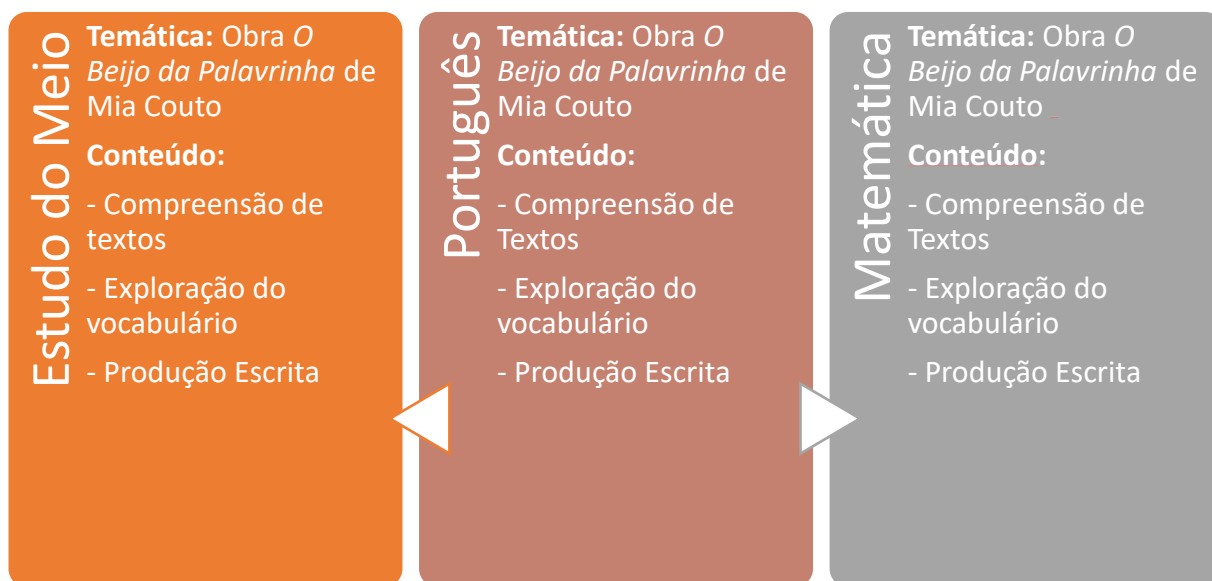 Estudo do Meio
Temática: Obra O
Beijo da Palavrinha de
Mia Couto
Conteúdo:
- Compreensão de
textos
- Exploração do
vocabulário
- Produção Escrita
Português
Temática: Obra O
Beijo da Palavrinha de
Mia Couto
Conteúdo:
- Compreensão de
Textos
- Exploração do
vocabulário
- Produção Escrita
Matemática
Temática: Obra O
Beijo da Palavrinha de
Mia Couto
Conteúdo:
- Compreensão de
Textos
- Exploração do
vocabulário
- Produção Escrita